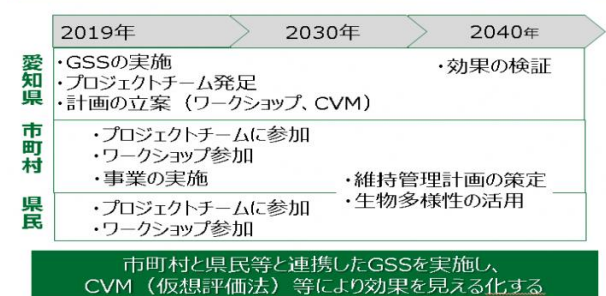 2019年 2030年 2040年
愛知県
・GSSの実施
・プロジェクトチーム発足
・計画の立案（ワークショップ、CVM）
・効果の検証
市町村
・プロジェクトチームに参加
・ワークショップ参加
・事業の実施
・維持管理計画の策定
・生物多様性の活用
県民
・プロジェクトチームに参加
・ワークショップ参加
市町村と県民等と連携したGSSを実施し、
CVM（仮想評価法）等により効果を見える化する